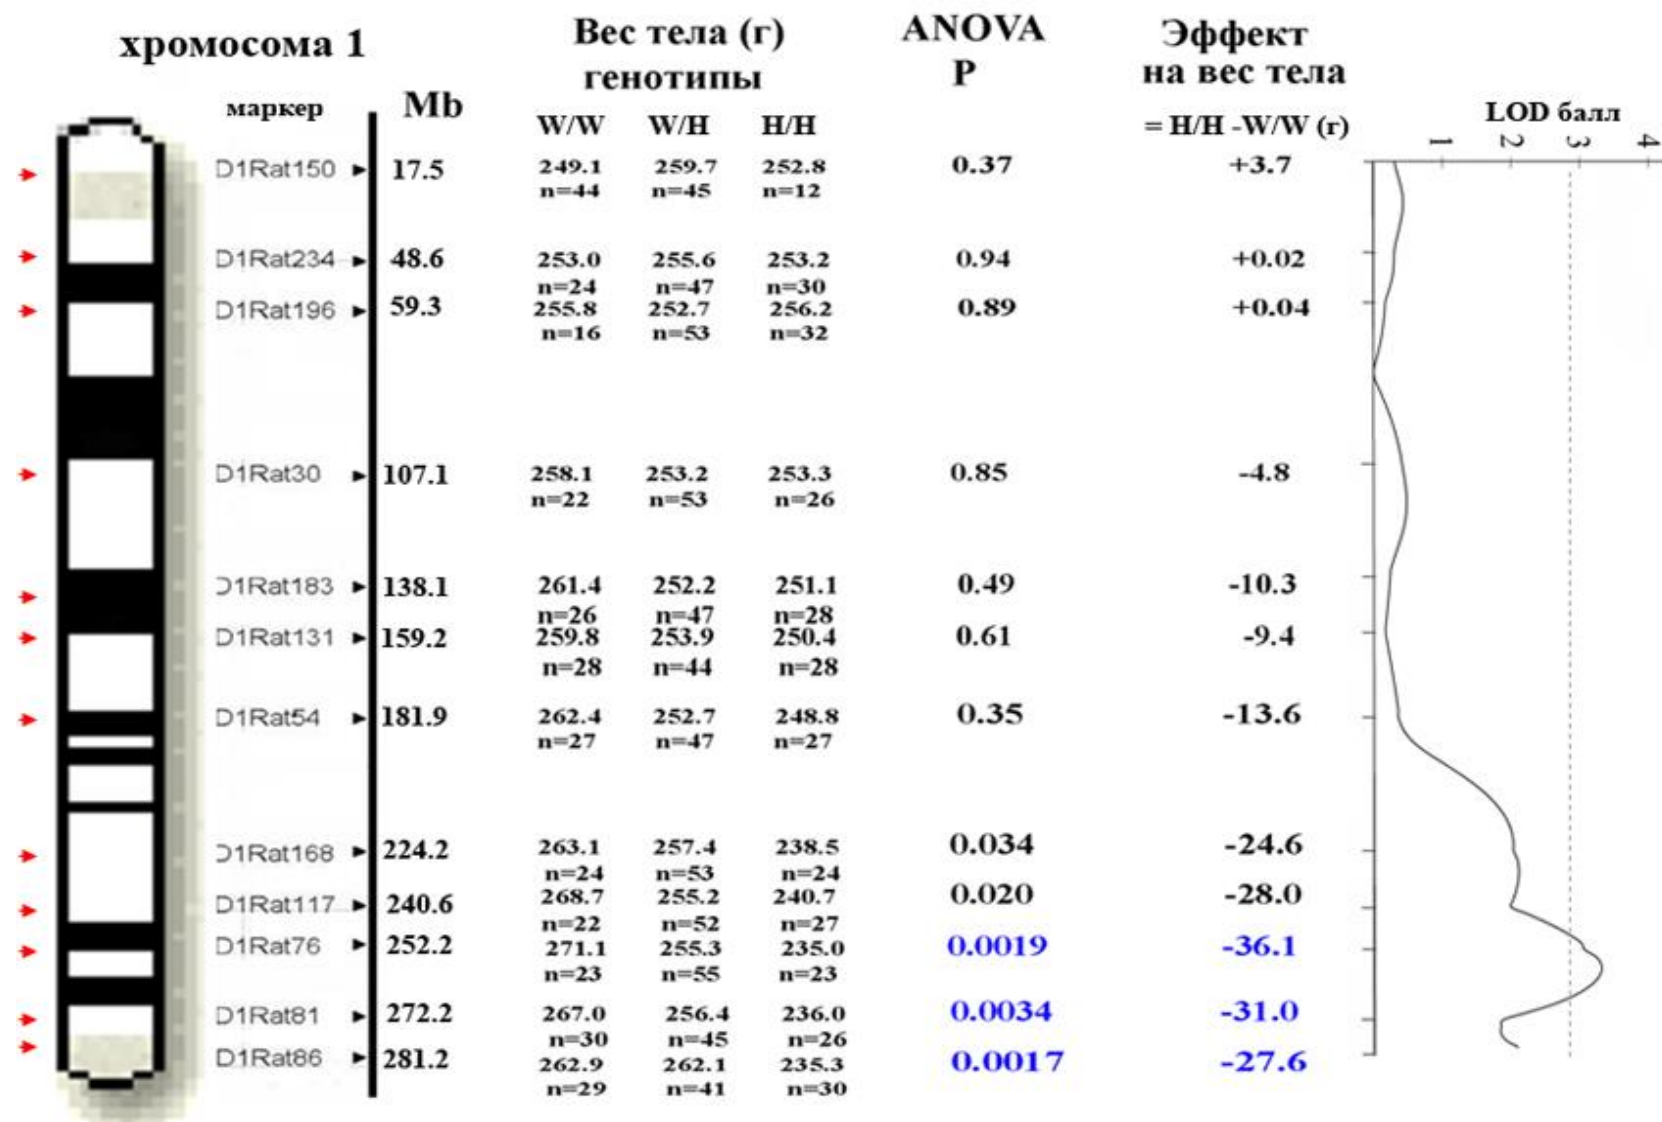 хромосома 1
Вес тела (г)
генотипы
ANOVA
P
Эффект
на вес тела
маркер Mb W/W W/H H/H = H/H -W/W (г) LOD балл
1 2 3 4
D1Rat150 17.5 249.1 259.7 252.8 0.37 +3.7
n=44 n=45 n=12
D1Rat234 48.6 253.0 255.6 253.2 0.94 +0.02
n=24 n=47 n=30
D1Rat196 59.3 255.8 252.7 256.2 0.89 +0.04
n=16 n=53 n=32
D1Rat30 107.1 258.1 253.2 253.3 0.85 -4.8
n=22 n=53 n=26
D1Rat183 138.1 261.4 252.2 251.1 0.49 -10.3
n=26 n=47 n=28
D1Rat131 159.2 259.8 253.9 250.4 0.61 -9.4
n=28 n=44 n=28
D1Rat54 181.9 262.4 252.7 248.8 0.35 -13.6
n=27 n=47 n=27
D1Rat168 224.2 263.1 257.4 238.5 0.034 -24.6
n=24 n=53 n=24
D1Rat117 240.6 268.7 255.2 240.7 0.020 -28.0
n=22 n=52 n=27
D1Rat76 252.2 271.1 255.3 235.0 0.0019 -36.1
n=23 n=55 n=23
D1Rat81 272.2 267.0 256.4 236.0 0.0034 -31.0
n=30 n=45 n=26
D1Rat86 281.2 262.9 262.1 235.3 0.0017 -27.6
n=29 n=41 n=30